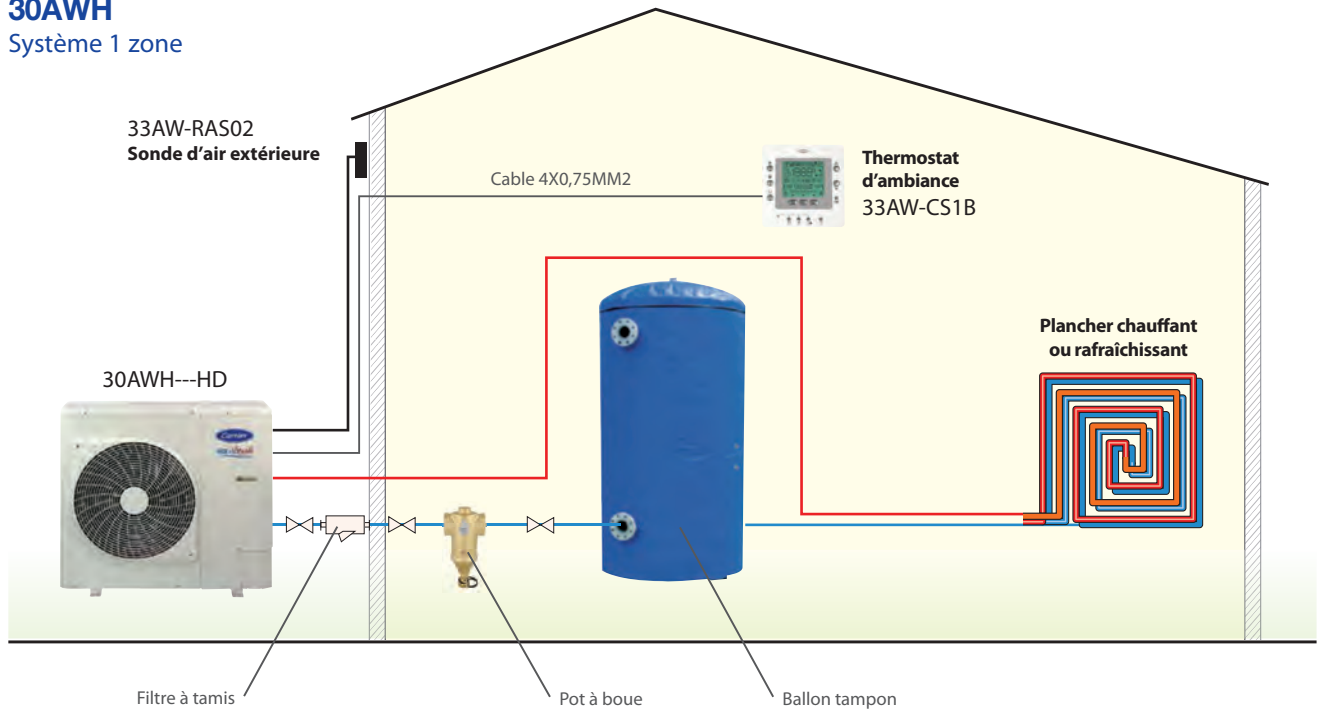 30AWH
Système 1 zone
33AW-RAS02
Sonde d'air extérieure
Cable 4X0,75MM2
Thermostat
d'ambiance
33AW-CS1B
Plancher chauffant
ou rafraîchissant
30AWH---HD
Carrier
Filtre à tamis
Pot à boue
Ballon tampon